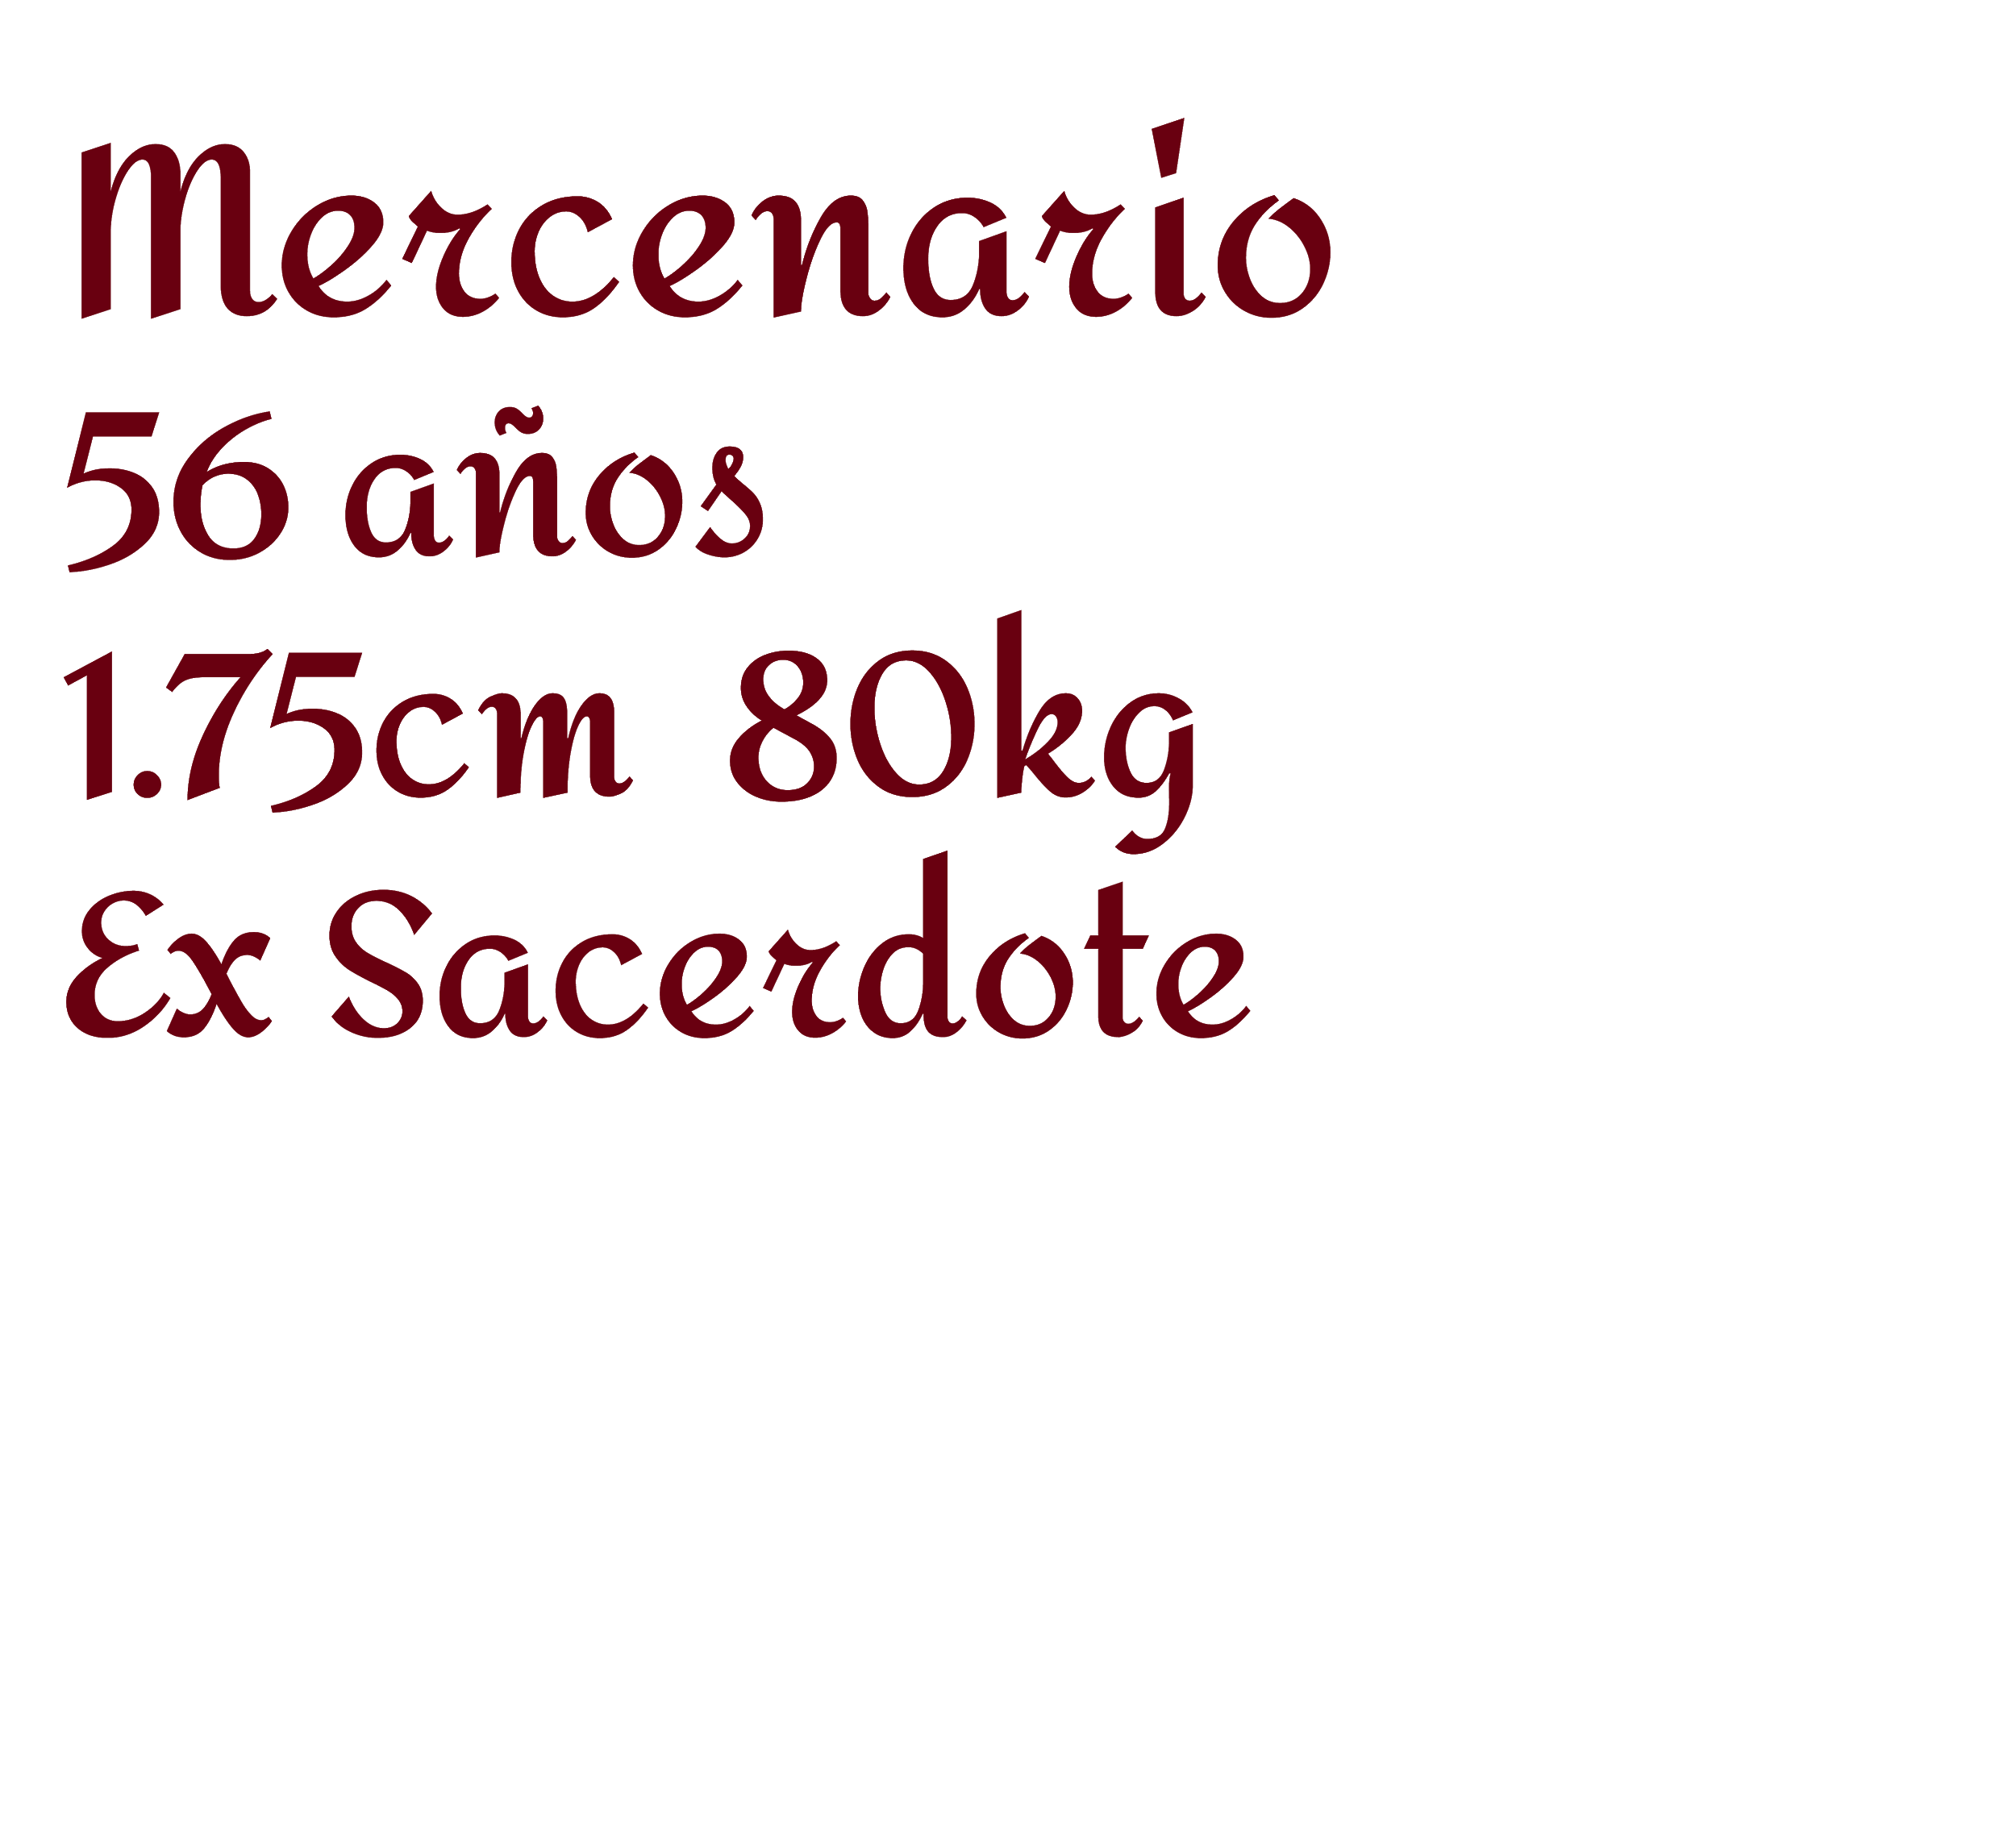 Mercenario
56 años
1.75cm 80kg
Ex Sacerdote